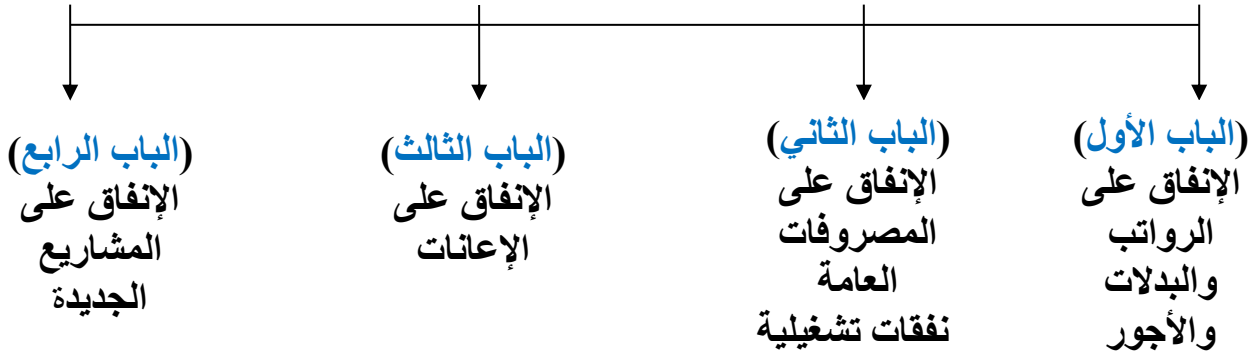 (الباب الأول)
الإنفاق على
الرواتب
والبدلات
والأجور
(الباب الثاني)
الإنفاق على
المصروفات
العامة
نفقات تشغيلية
(الباب الثالث)
الإنفاق على
الإعانات
(الباب الرابع)
الإنفاق على
المشاريع
الجديدة